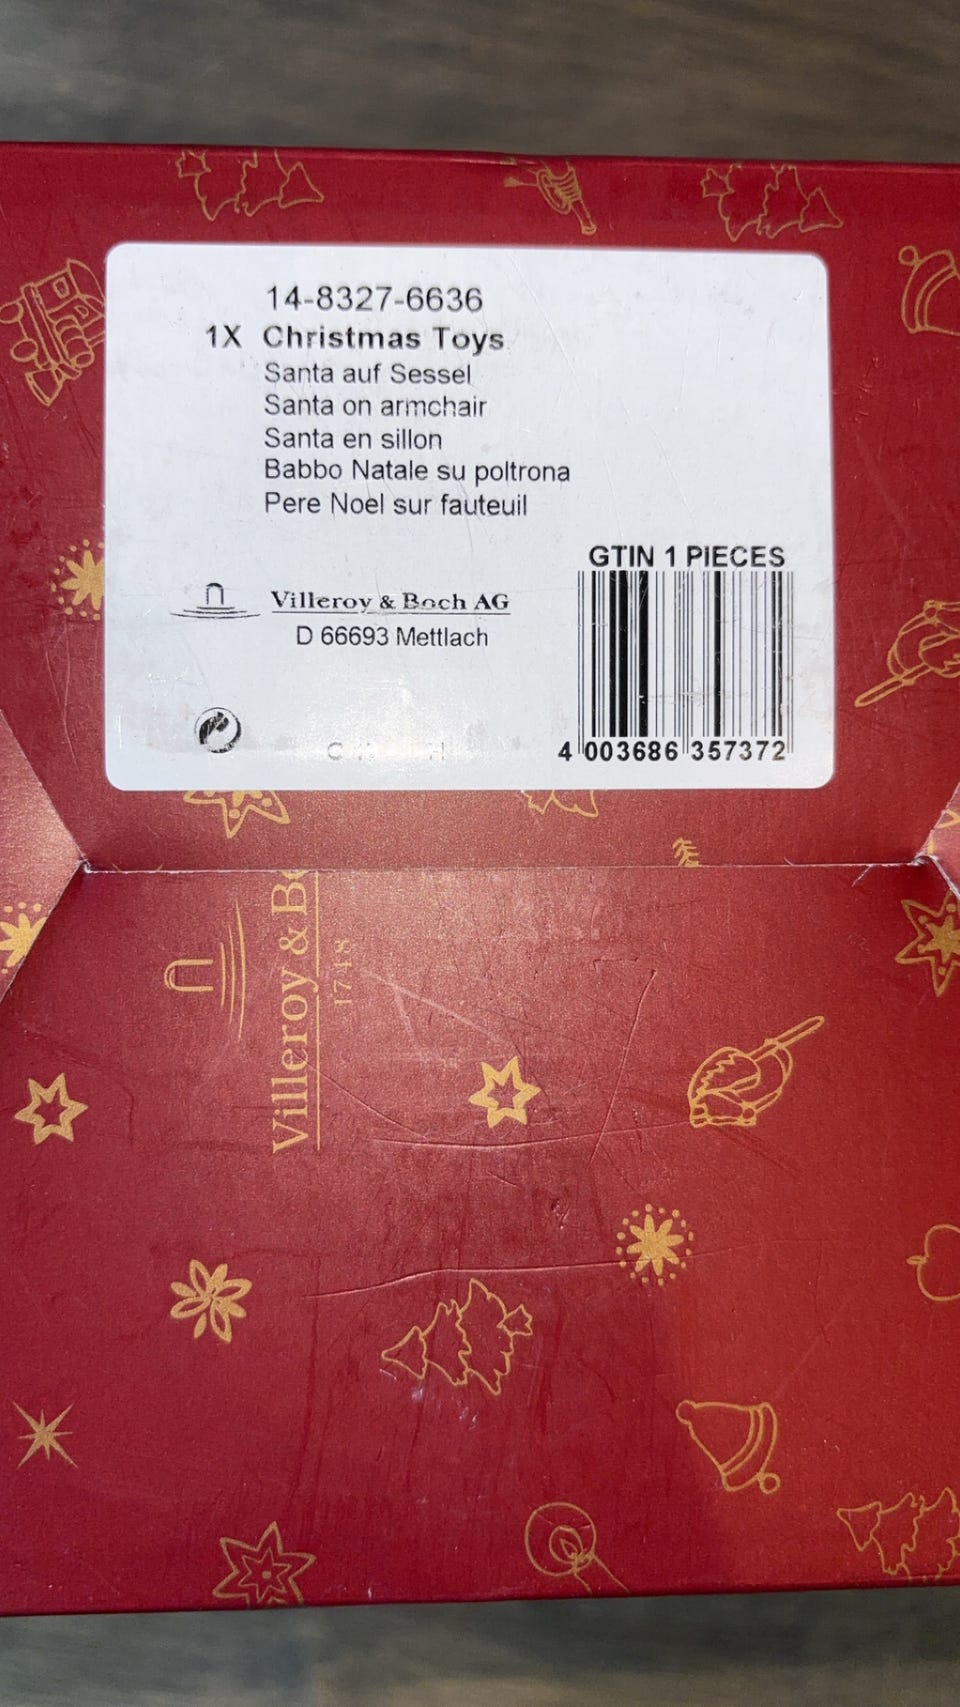 14-8327-6636
1X Christmas Toys
Santa auf Sessel
Santa on armchair
Santa en sillon
Babbo Natale su poltrona
Pere Noel sur fauteuil
GTIN 1 PIECES
Villeroy & Boch AG
D 66693 Mettlach
4 003686 357372
Villeroy &
1748